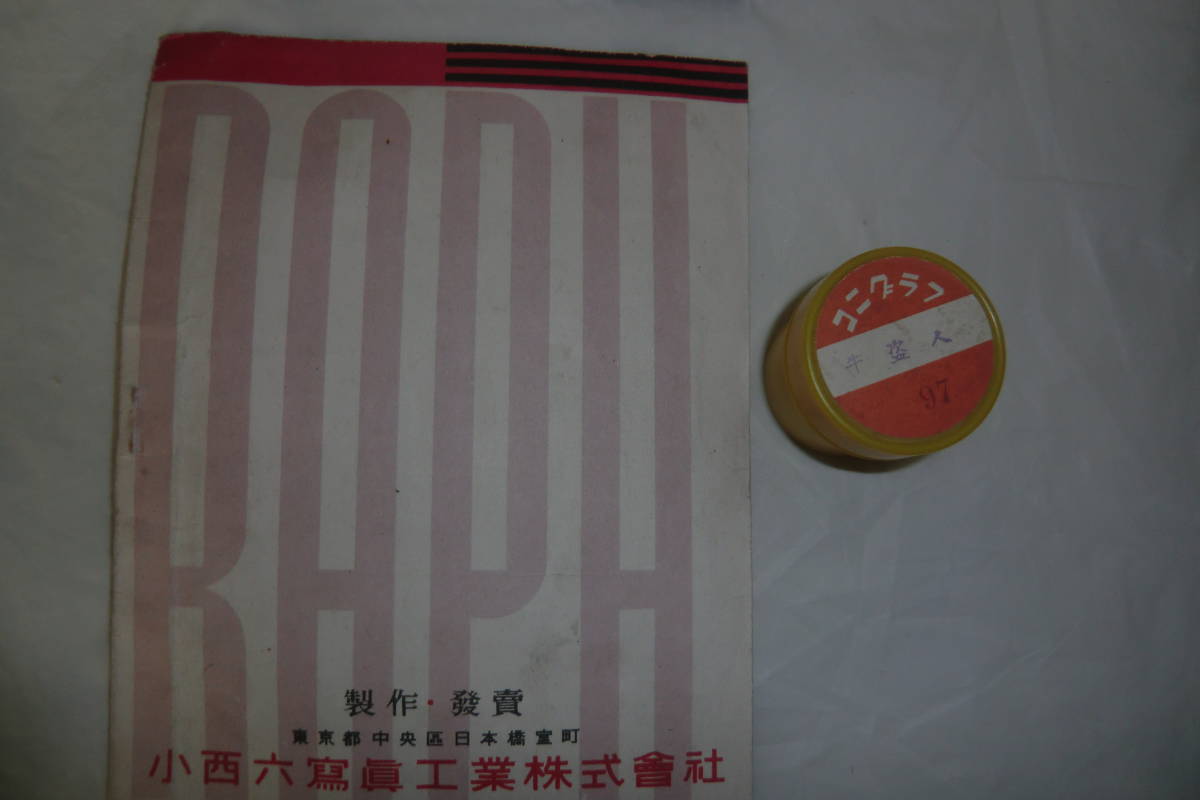 RAPH
製作・發賣
東京都中央區日本橋室町
小西六寫眞工業株式會社
コニグラフ
牛盗人
97